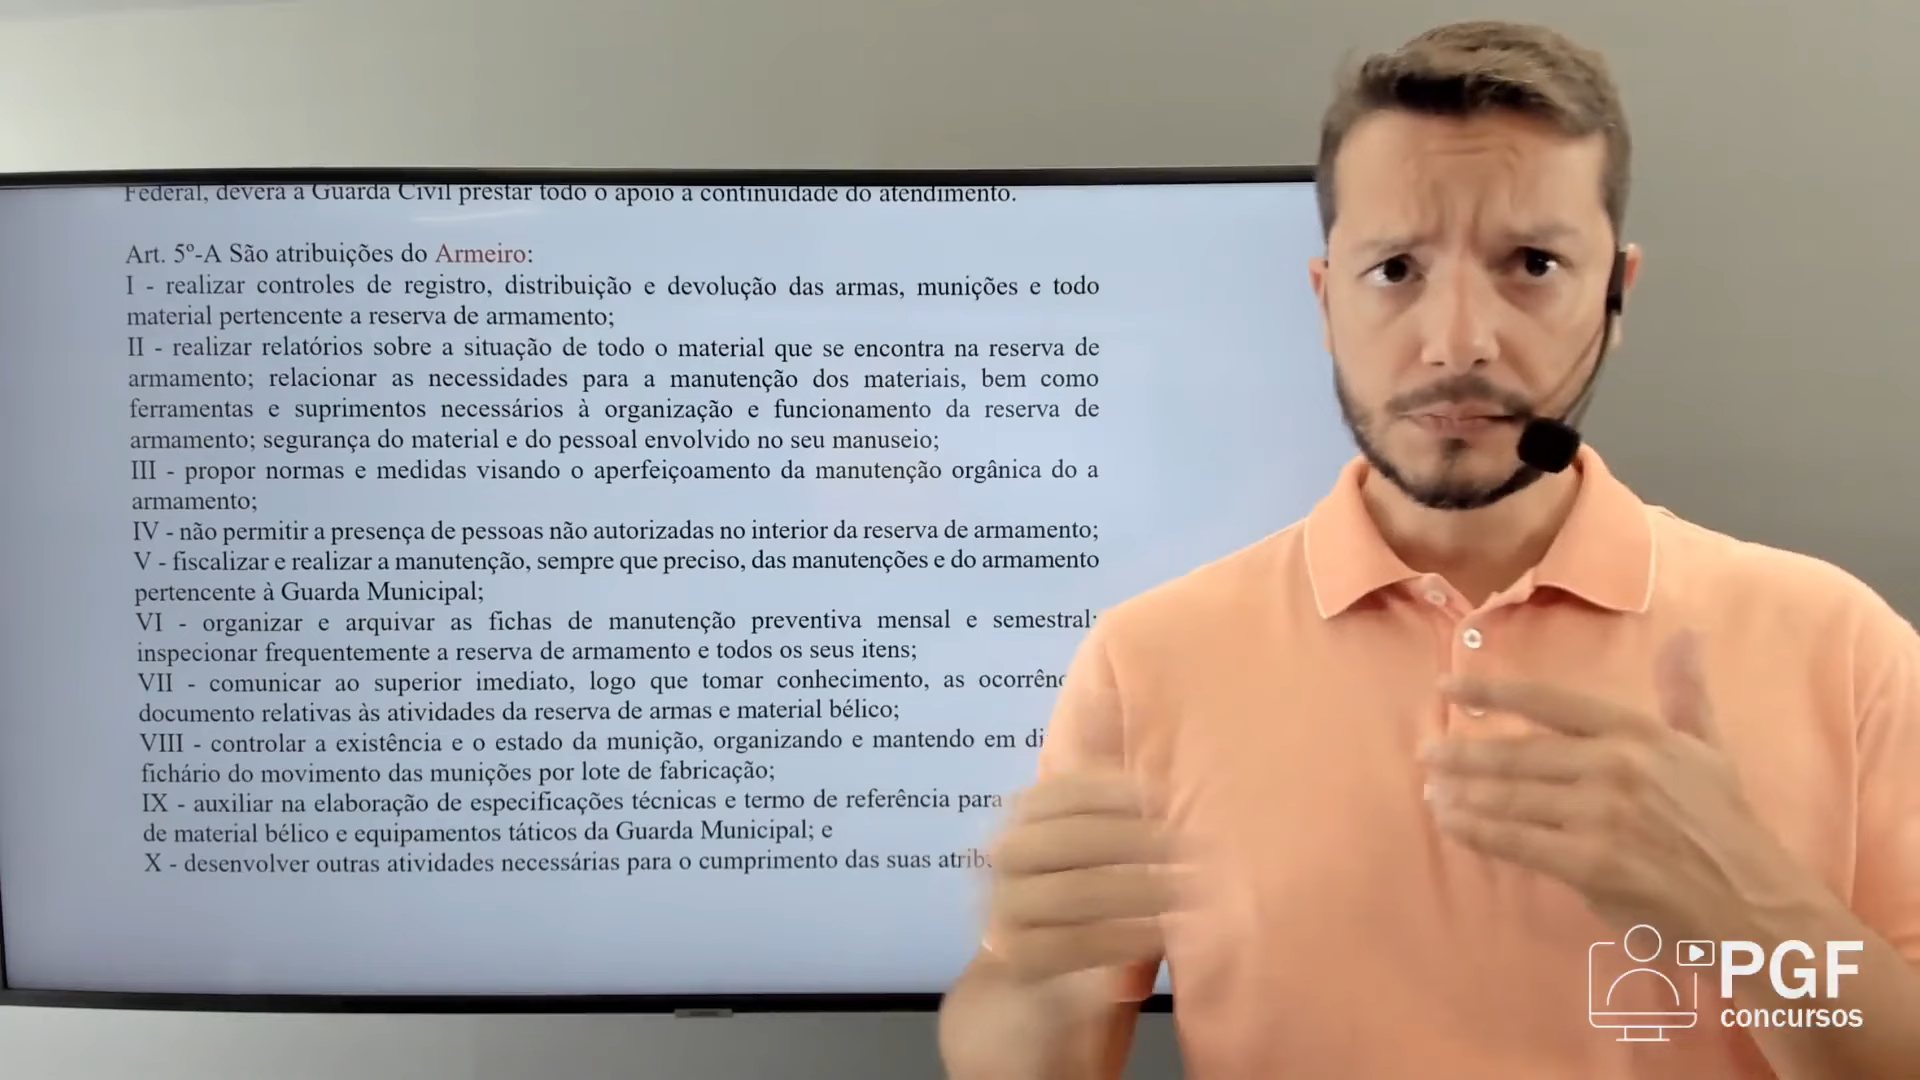 Federal, deverá a Guarda Civil prestar todo o apoio à continuidade do atendimento.
Art. 5º-A São atribuições do Armeiro:
I - realizar controles de registro, distribuição e devolução das armas, munições e todo
material pertencente a reserva de armamento;
II - realizar relatórios sobre a situação de todo o material que se encontra na reserva de
armamento; relacionar as necessidades para a manutenção dos materiais, bem como
ferramentas e suprimentos necessários à organização e funcionamento da reserva de
armamento; segurança do material e do pessoal envolvido no seu manuseio;
III - propor normas e medidas visando o aperfeiçoamento da manutenção orgânica do a
armamento;
IV - não permitir a presença de pessoas não autorizadas no interior da reserva de armamento;
V - fiscalizar e realizar a manutenção, sempre que preciso, das manutenções e do armamento
pertencente à Guarda Municipal;
VI - organizar e arquivar as fichas de manutenção preventiva mensal e semestral;
inspecionar frequentemente a reserva de armamento e todos os seus itens;
VII - comunicar ao superior imediato, logo que tomar conhecimento, as
documento relativas às atividades da reserva de armas e material bélico;
VIII - controlar a existência e o estado da munição, organizando e mantendo em
fichário do movimento das munições por lote de fabricação;
IX - auxiliar na elaboração de especificações técnicas e termo de referência para
de material bélico e equipamentos táticos da Guarda Municipal; e
X - desenvolver outras atividades necessárias para o cumprimento das suas
PGF
concursos